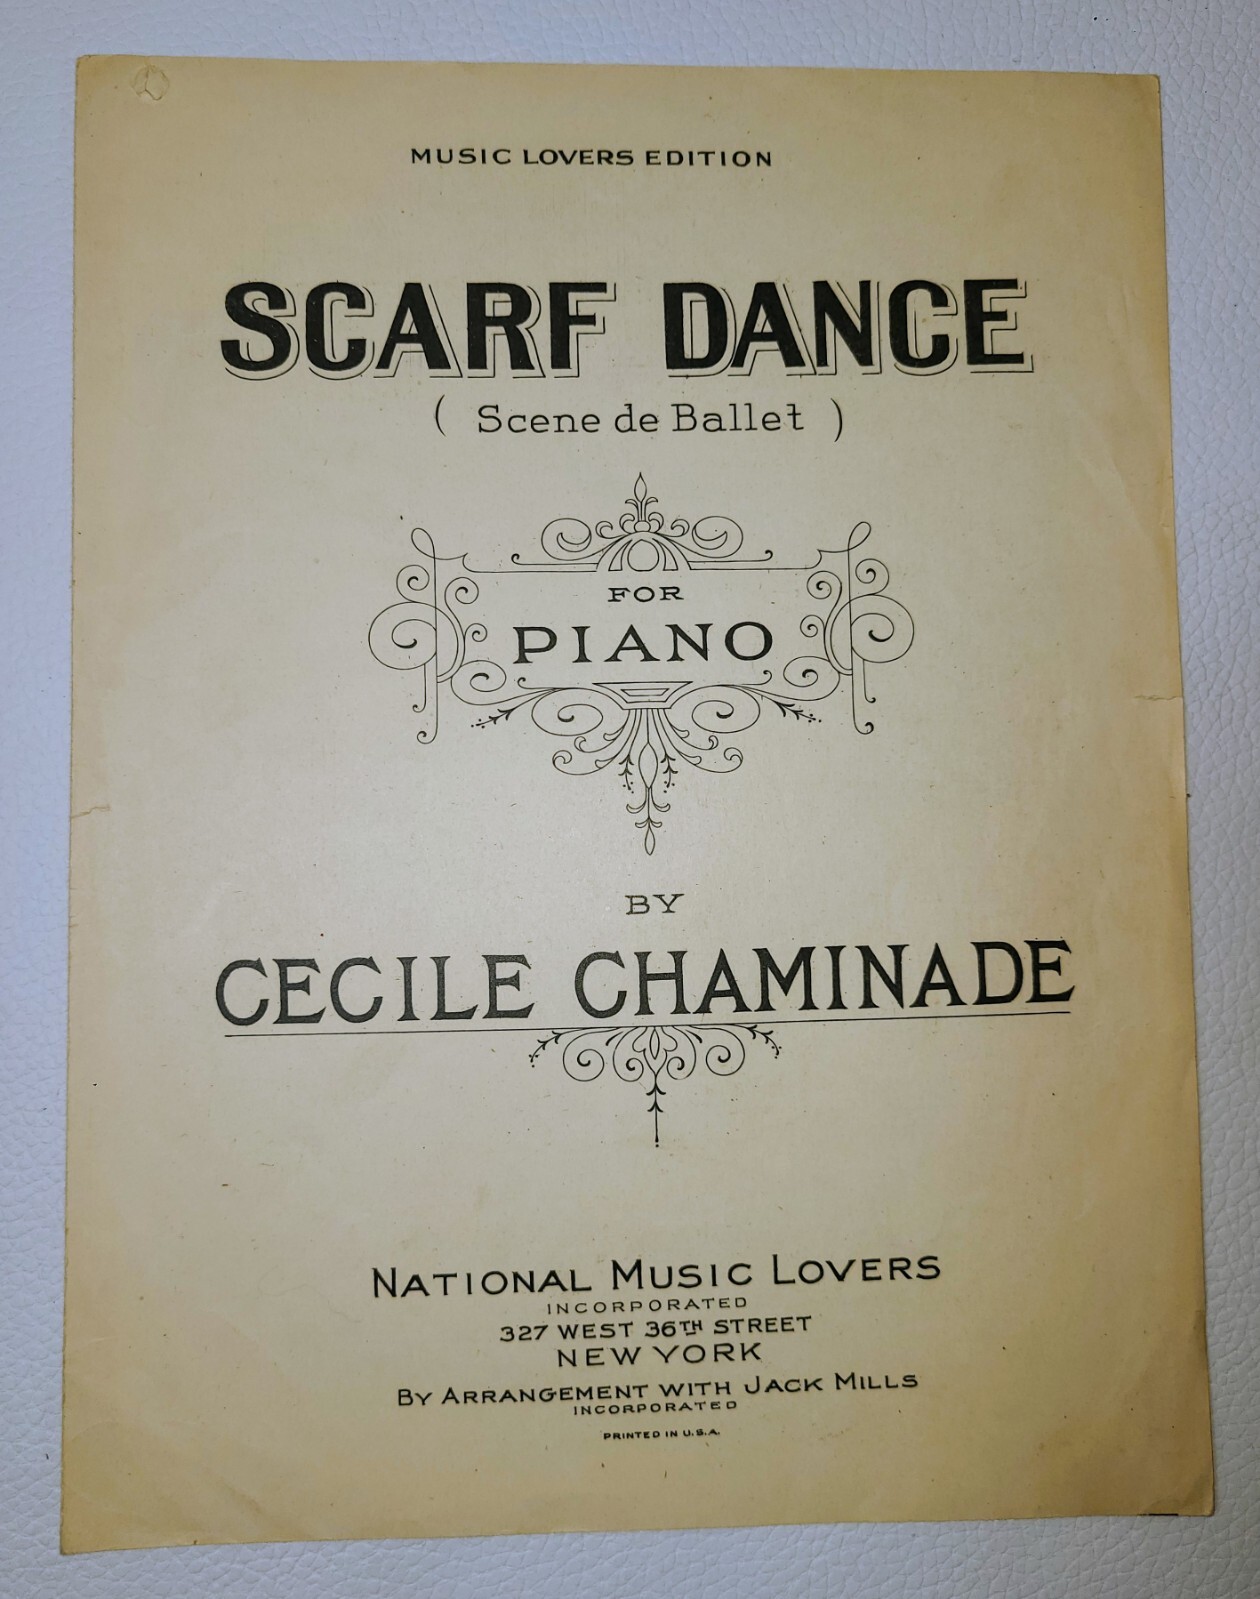 MUSIC LOVERS EDITION
SCARF DANCE
( Scene de Ballet )
FOR
PIANO
BY
CECILE CHAMINADE
NATIONAL MUSIC LOVERS
INCORPORATED
327 WEST 36TH STREET
NEW YORK
BY ARRANGEMENT WITH JACK MILLS
INCORPORATED
PRINTED IN U.S.A.